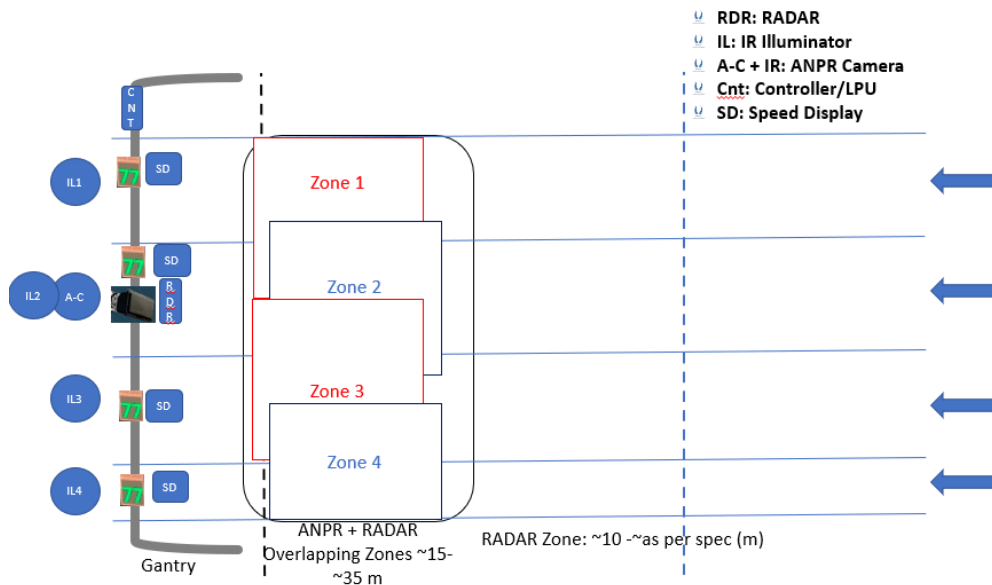 RDR: RADAR
IL: IR Illuminator
A-C + IR: ANPR Camera
Cnt: Controller/LPU
SD: Speed Display
C
N
T
IL1
77
SD
Zone 1
77
SD
IL2
A-C
R
D
R
Zone 2
IL3
77
SD
Zone 3
IL4
77
SD
Zone 4
Gantry
ANPR + RADAR
Overlapping Zones ~15-
~35 m
RADAR Zone: ~10 -~as per spec (m)